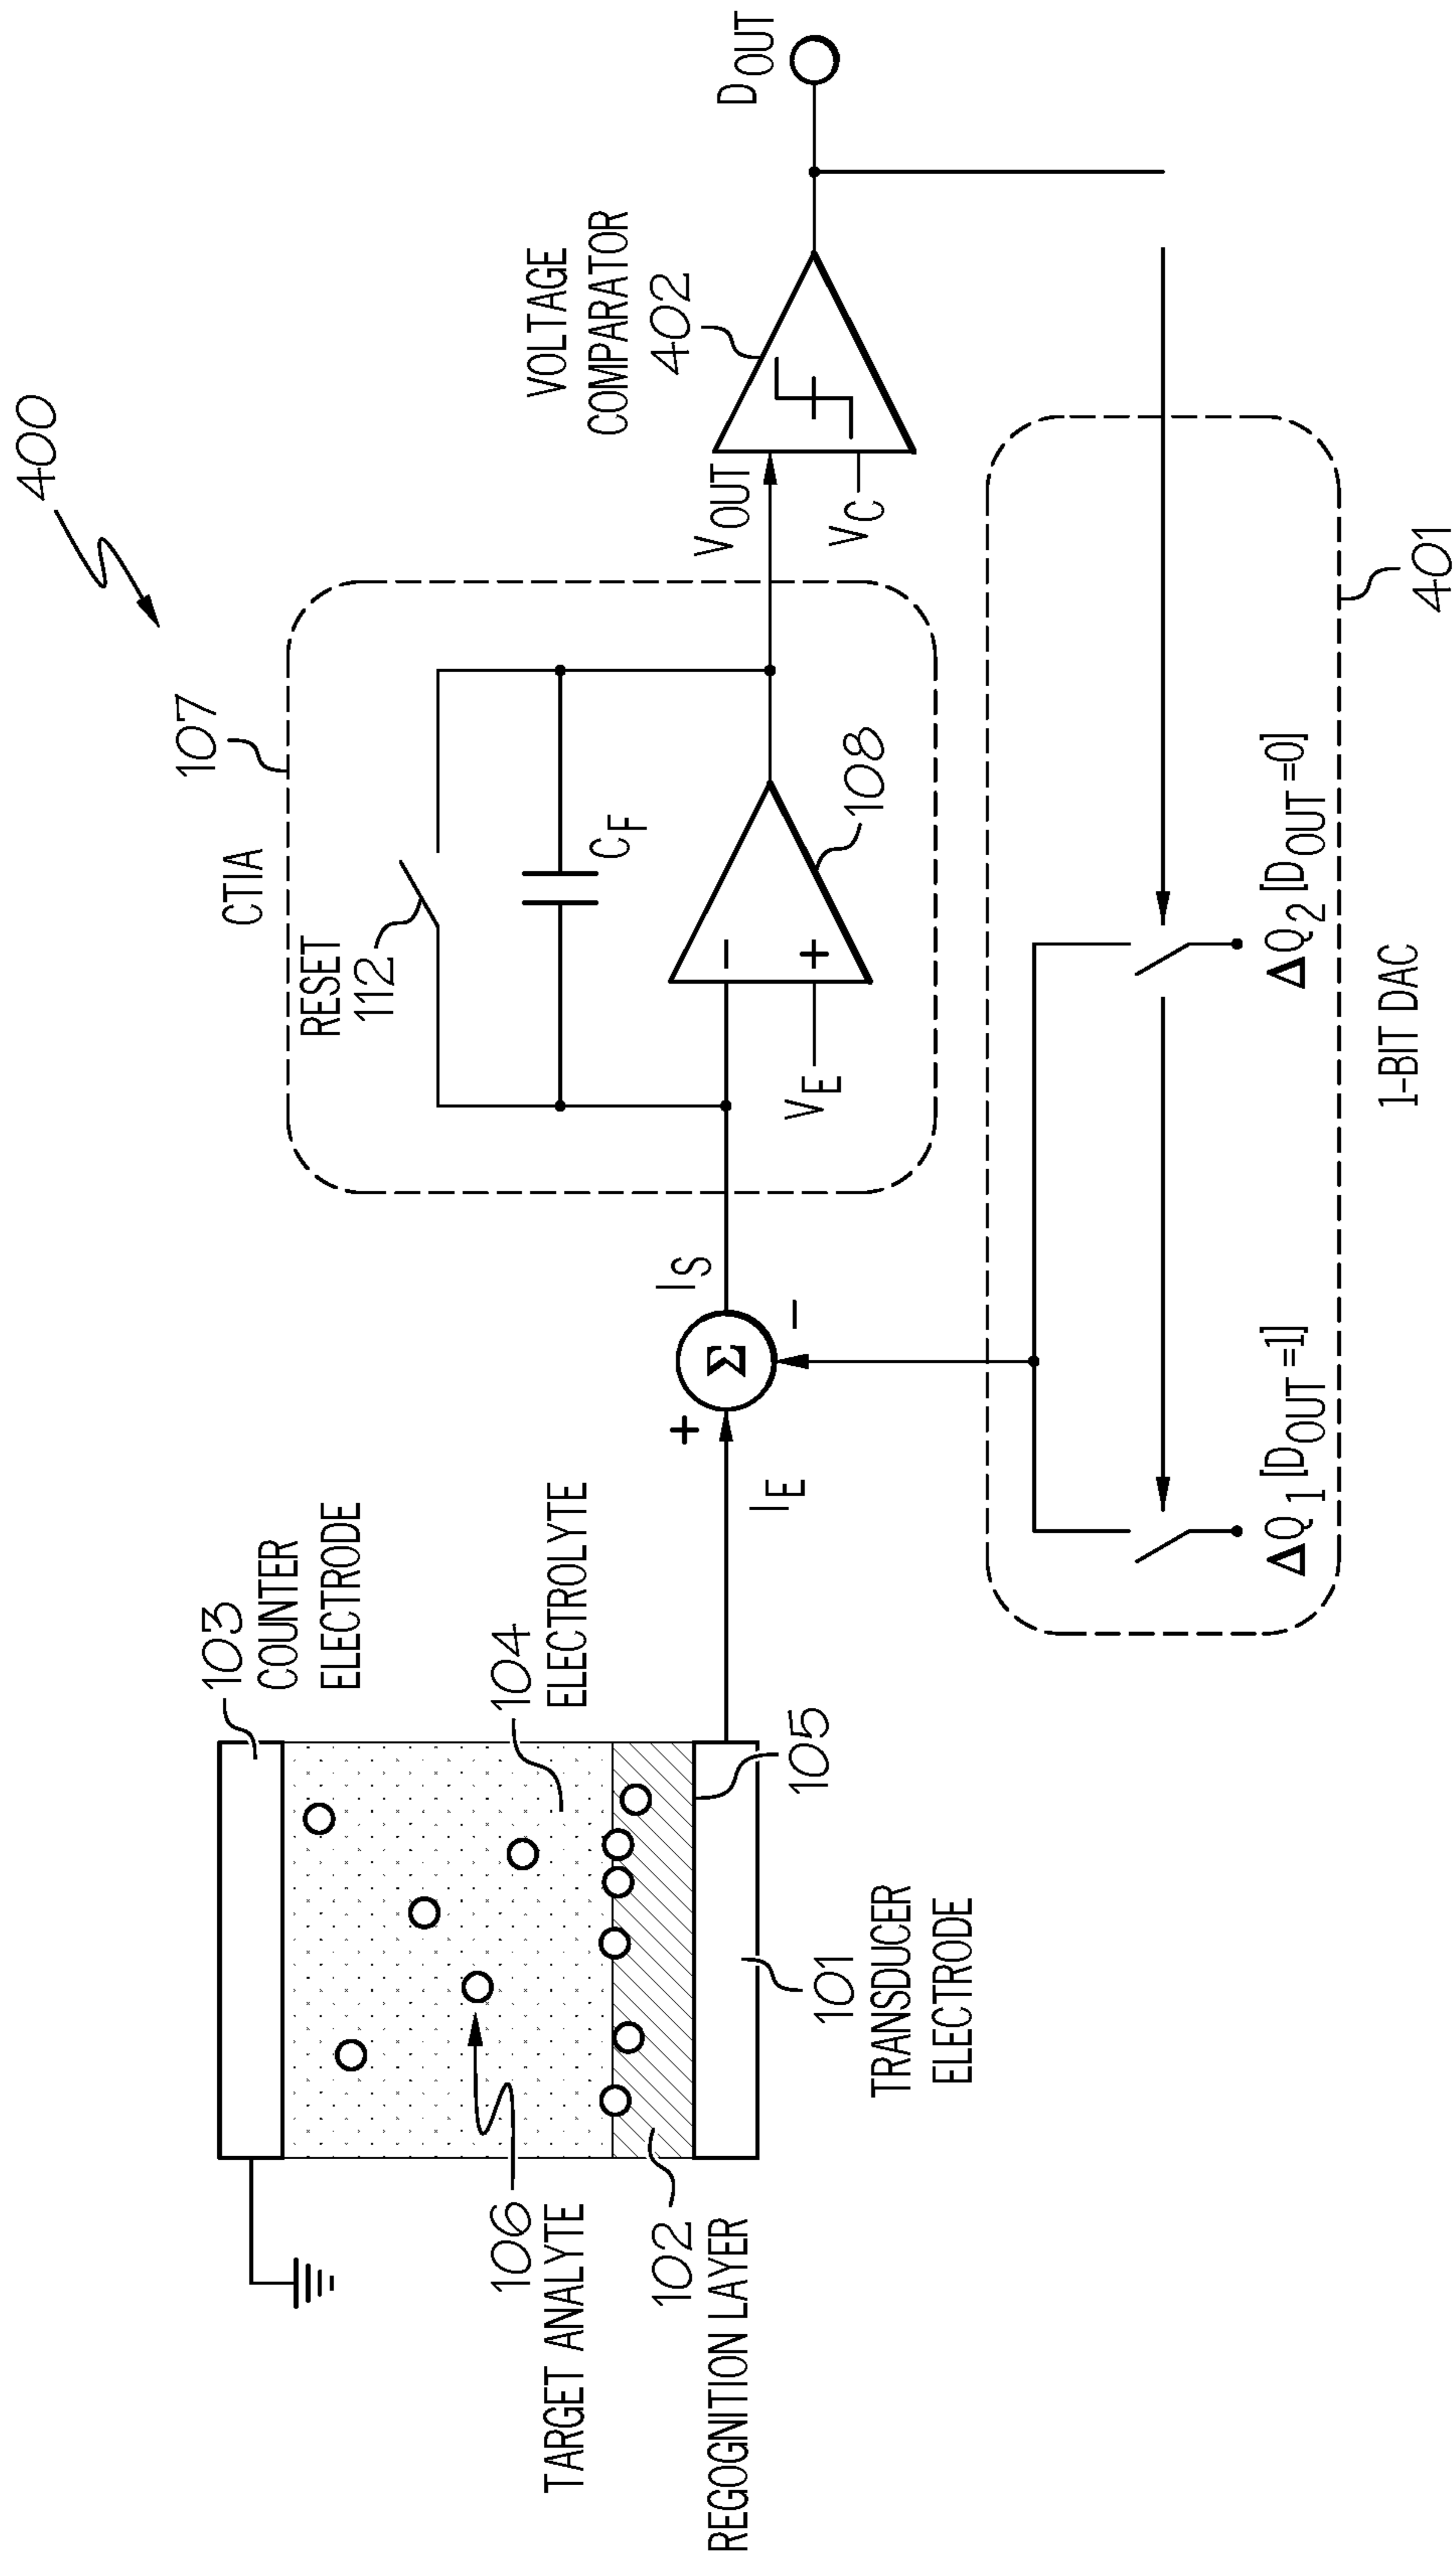 400
107
CTIA
RESET
112
C_F
108
V_E
V_OUT
V_C
VOLTAGE
COMPARATOR
402
D_OUT
103
COUNTER
ELECTRODE
104
ELECTROLYTE
106
TARGET ANALYTE
102
REGOGNITION LAYER
105
101
TRANSDUCER
ELECTRODE
+
I_E
Σ
−
I_S
−
+
ΔQ_1 [D_OUT=1]
ΔQ_2 [D_OUT=0]
1-BIT DAC
401